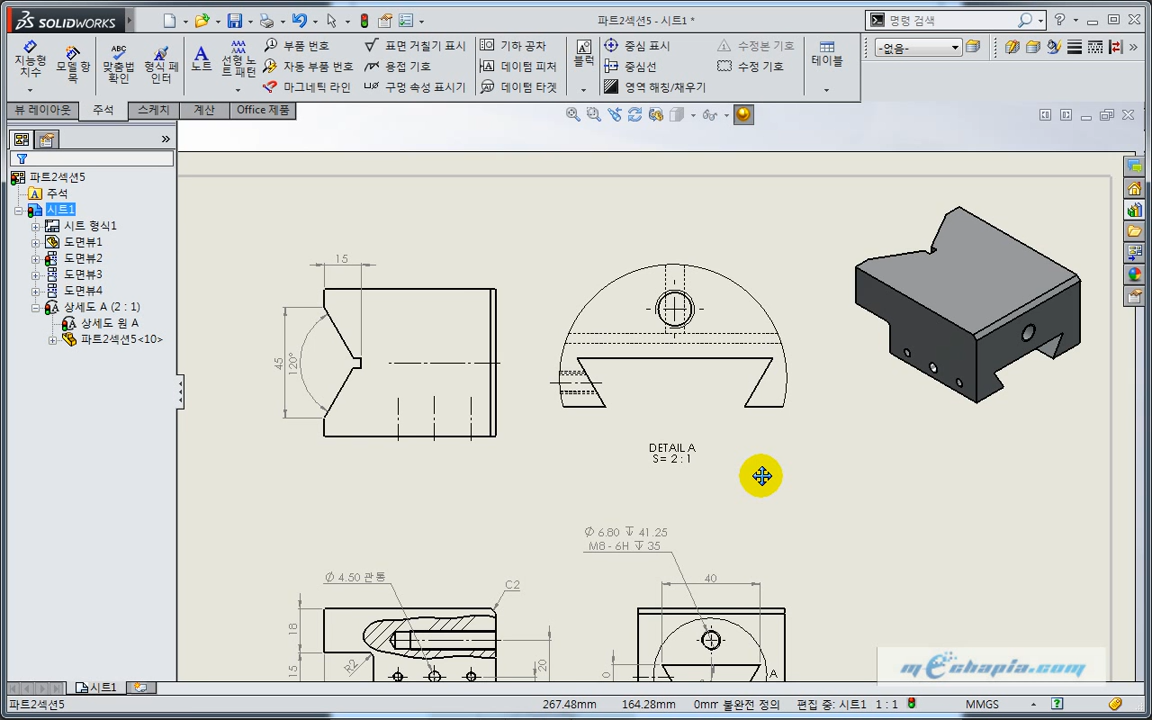 SOLIDWORKS
파트2섹션5 - 시트1 *
명령 검색
지능형 치수
모델 항목
맞춤법 확인
형식 페인터
노트
선형 노트 패턴
부품 번호
자동 부품 번호
마그네틱 라인
표면 거칠기 표시
용접 기호
구멍 속성 표시기
기하 공차
데이텀 피처
데이텀 타겟
블럭
중심 표시
중심선
영역 해칭/채우기
수정본 기호
수정 기호
테이블
-없음-
뷰 레이아웃
주석
스케치
계산
Office 제품
파트2섹션5
주석
시트1
시트 형식1
도면뷰1
도면뷰2
도면뷰3
도면뷰4
상세도 A (2 : 1)
상세도 원 A
파트2섹션5<10>
15
45
120°
DETAIL A
S= 2 : 1
Ø 6.80 ↧ 41.25
M8 - 6H ↧ 35
Ø 4.50 관통
C2
40
18
R2
15
20
0
A
mEchapia.com
시트1
파트2섹션5
267.48mm
164.28mm
0mm
불완전 정의
편집 중: 시트1
1 : 1
MMGS